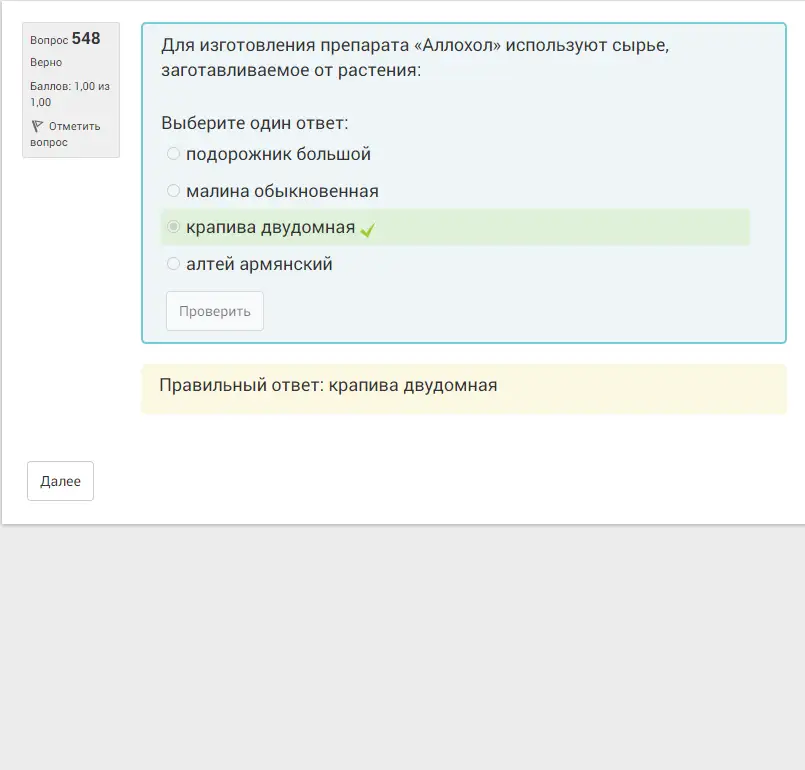 Вопрос 548
Верно
Баллов: 1,00 из
1,00
Отметить
вопрос
Для изготовления препарата «Аллохол» используют сырье,
заготавливаемое от растения:
Выберите один ответ:
подорожник большой
малина обыкновенная
крапива двудомная
алтей армянский
Проверить
Правильный ответ: крапива двудомная
Далее